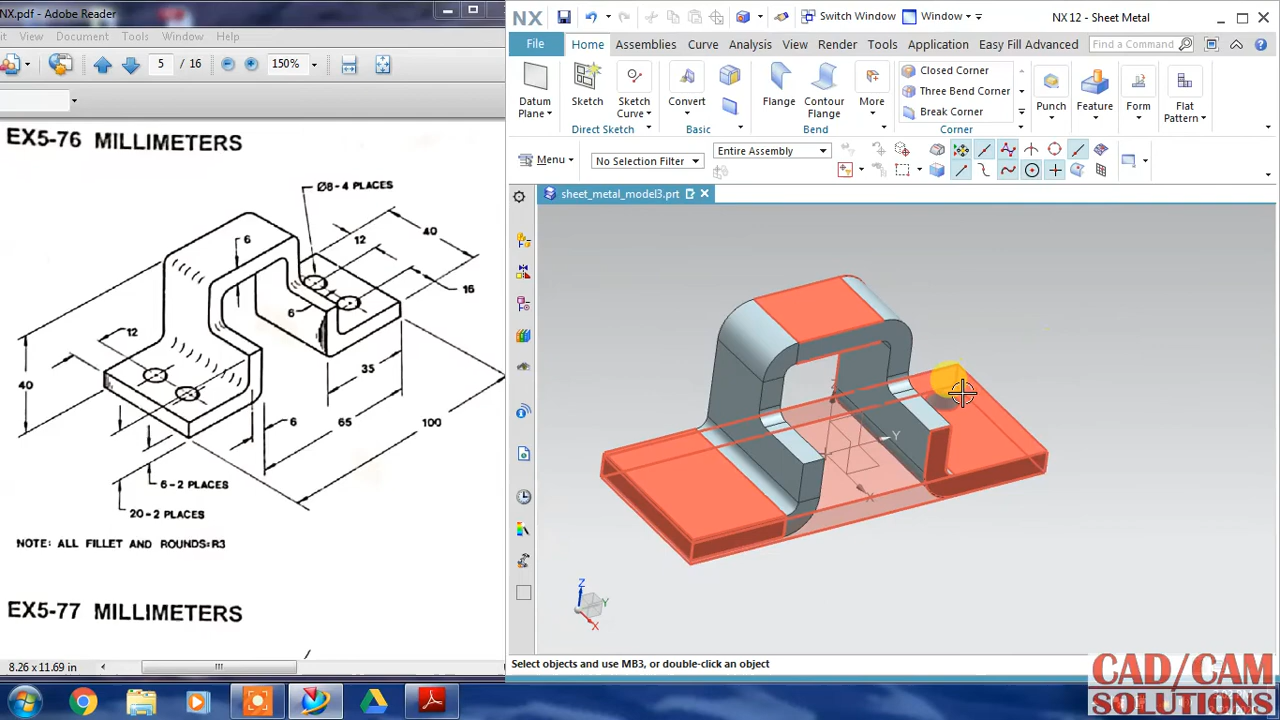 NX.pdf - Adobe Reader
View Document Tools Window Help
5 / 16 150%
EX5-76 MILLIMETERS
Ø8-4 PLACES
12
40
6
16
6
12
35
40
6
65
100
6-2 PLACES
20-2 PLACES
NOTE: ALL FILLET AND ROUNDS=R3
EX5-77 MILLIMETERS
8.26 x 11.69 in
NX
Switch Window
Window
NX 12 - Sheet Metal
File Home Assemblies Curve Analysis View Render Tools Application Easy Fill Advanced Find a Command
Datum Plane
Sketch
Sketch Curve
Direct Sketch
Convert
Basic
Flange
Contour Flange
More
Bend
Closed Corner
Three Bend Corner
Break Corner
Corner
Punch
Feature
Form
Flat Pattern
Menu No Selection Filter Entire Assembly
sheet_metal_model3.prt
Z
Y
X
Z
Y
X
Select objects and use MB3, or double-click an object
CAD/CAM
SOLUTIONS